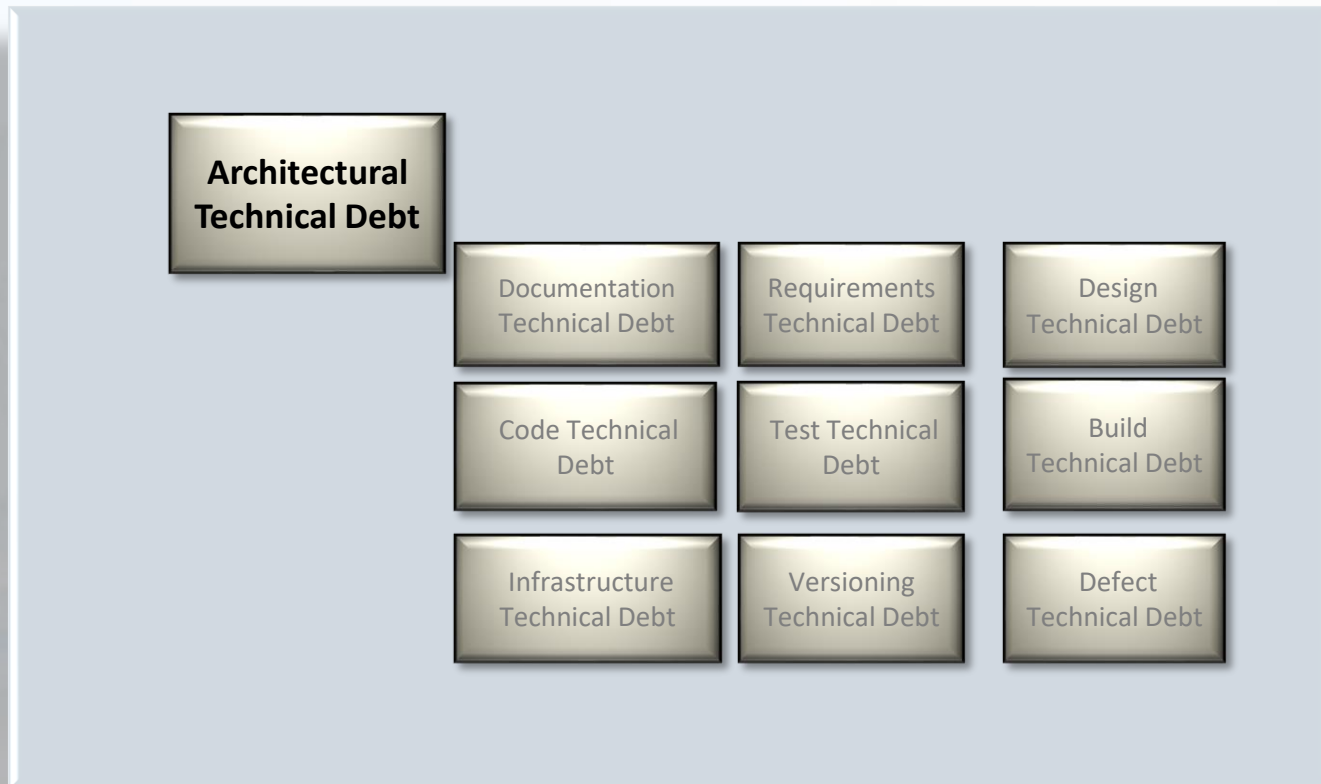 Architectural
Technical Debt
Documentation
Technical Debt
Requirements
Technical Debt
Design
Technical Debt
Code Technical
Debt
Test Technical
Debt
Build
Technical Debt
Infrastructure
Technical Debt
Versioning
Technical Debt
Defect
Technical Debt